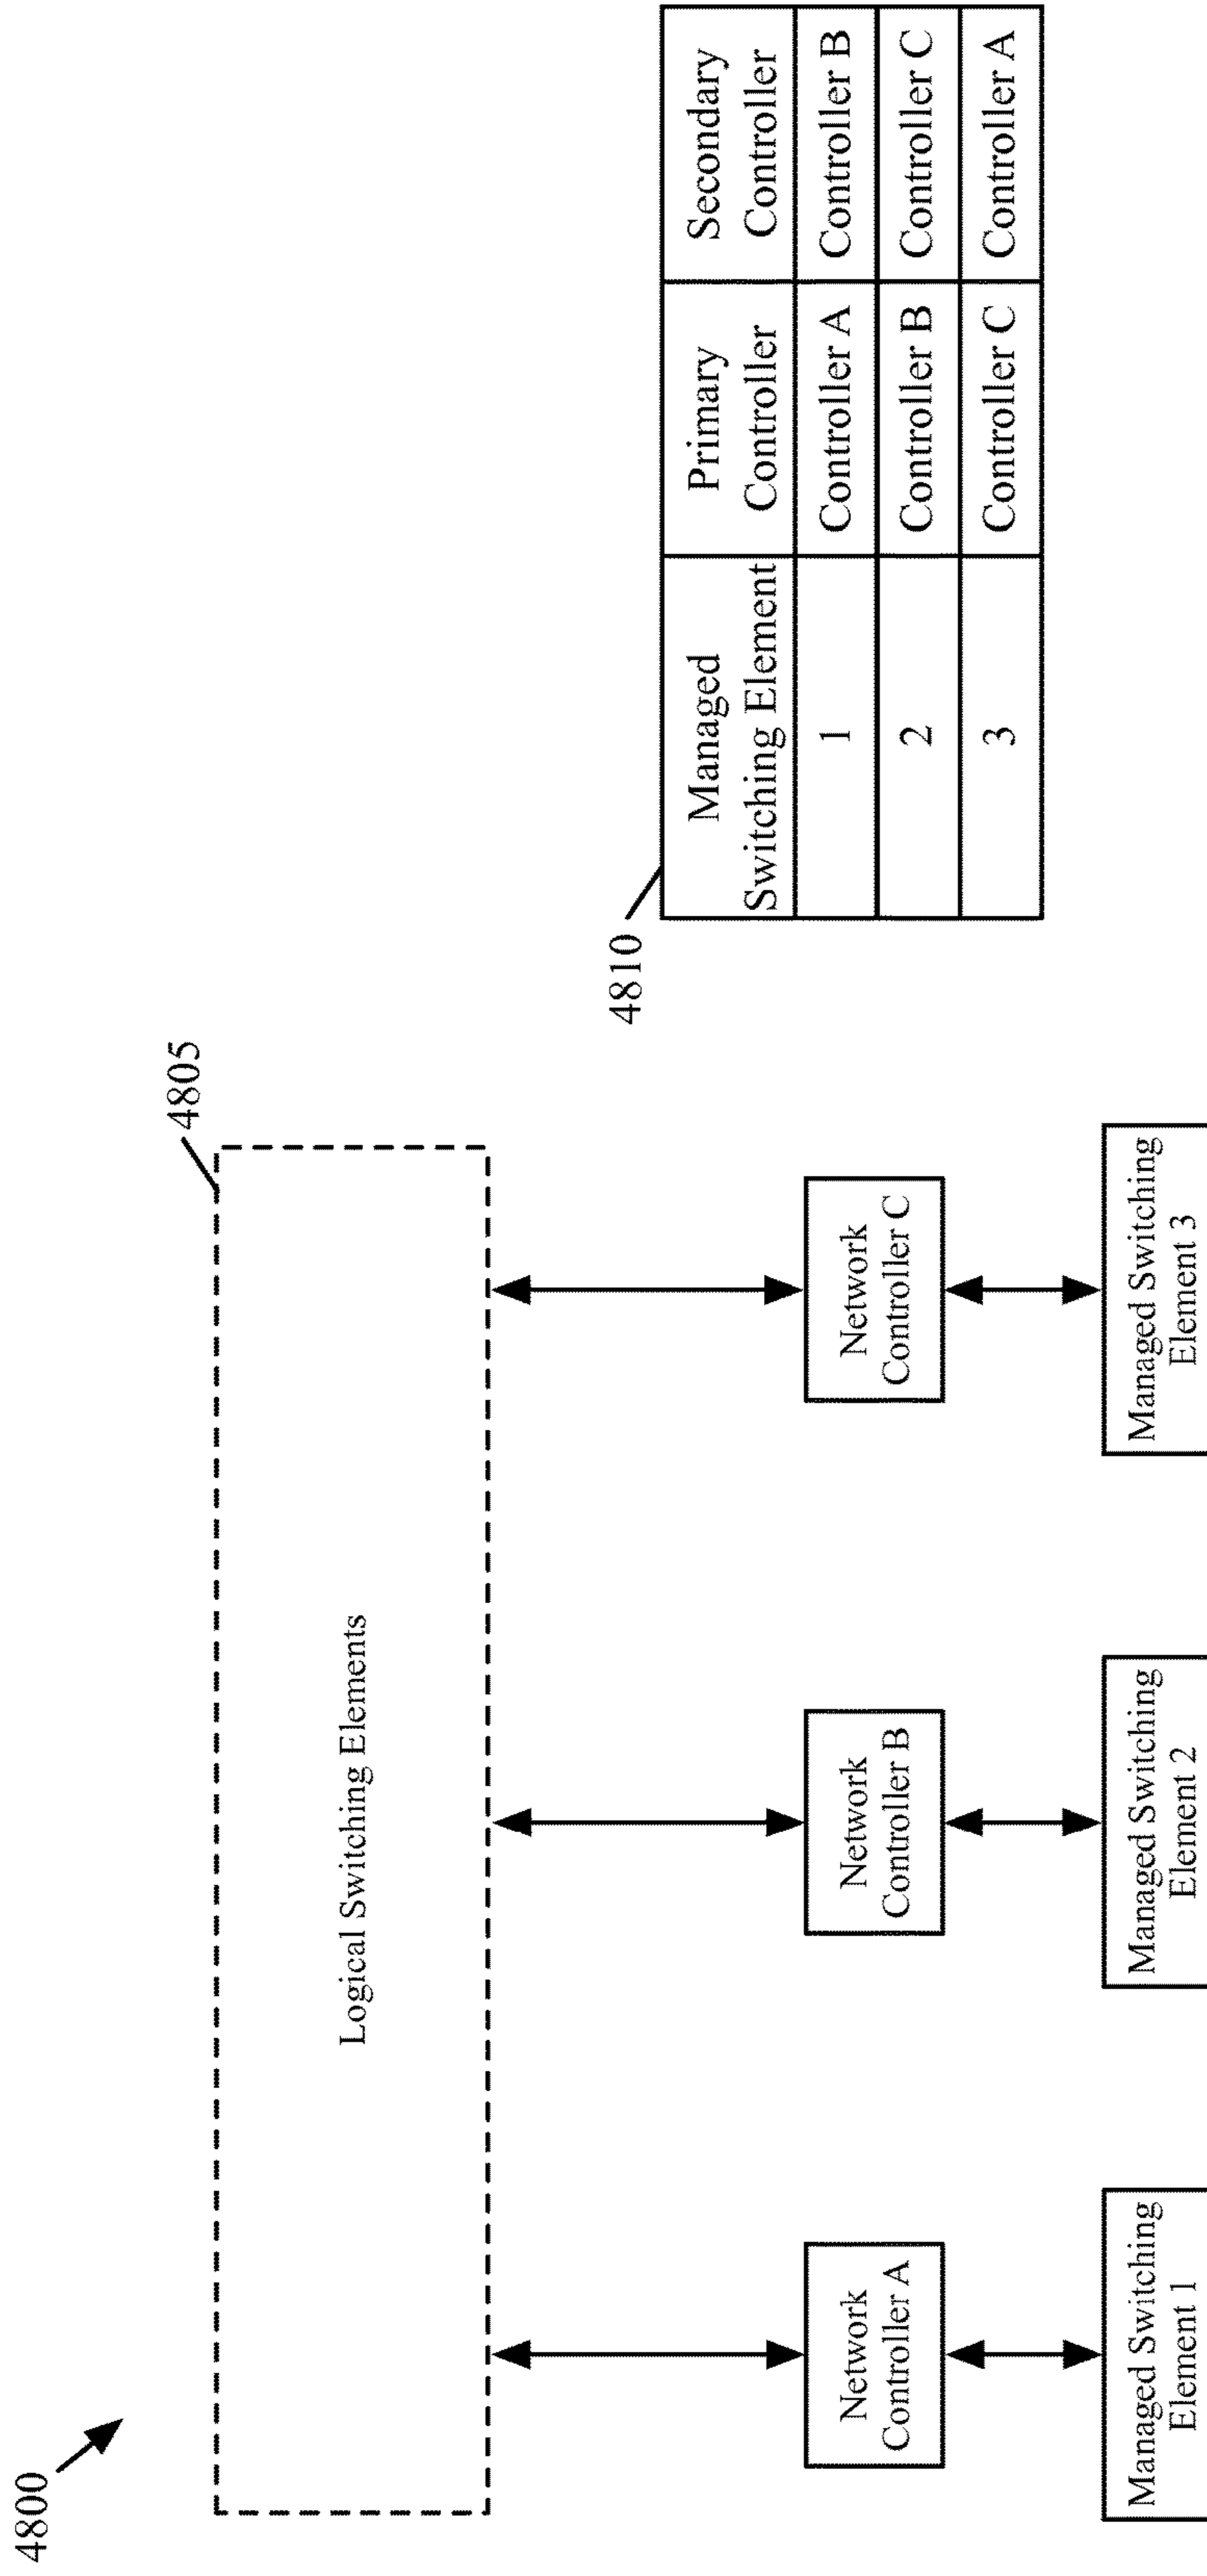 4800
4805
Logical Switching Elements
Network
Controller A
Network
Controller B
Network
Controller C
Managed Switching
Element 1
Managed Switching
Element 2
Managed Switching
Element 3
4810
Managed
Switching Element
Primary
Controller
Secondary
Controller
1
Controller A
Controller B
2
Controller B
Controller C
3
Controller C
Controller A